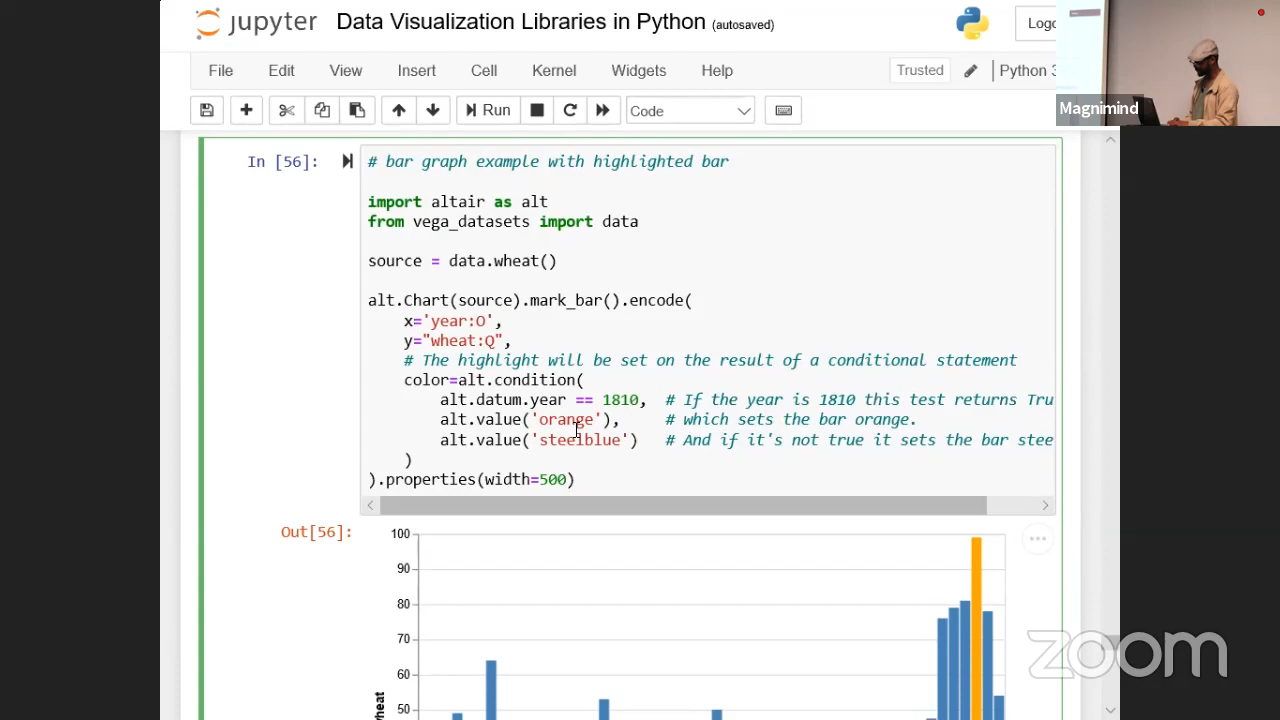 jupyter Data Visualization Libraries in Python (autosaved)
Logo
File Edit View Insert Cell Kernel Widgets Help Trusted Python 3
Run Code
Magnimind
In [56]:
# bar graph example with highlighted bar
import altair as alt
from vega_datasets import data
source = data.wheat()
alt.Chart(source).mark_bar().encode(
x='year:O',
y="wheat:Q",
# The highlight will be set on the result of a conditional statement
color=alt.condition(
alt.datum.year == 1810, # If the year is 1810 this test returns Tru
alt.value('orange'), # which sets the bar orange.
alt.value('steelblue') # And if it's not true it sets the bar stee
)
).properties(width=500)
Out[56]:
100
90
80
70
60
50
wheat
zoom